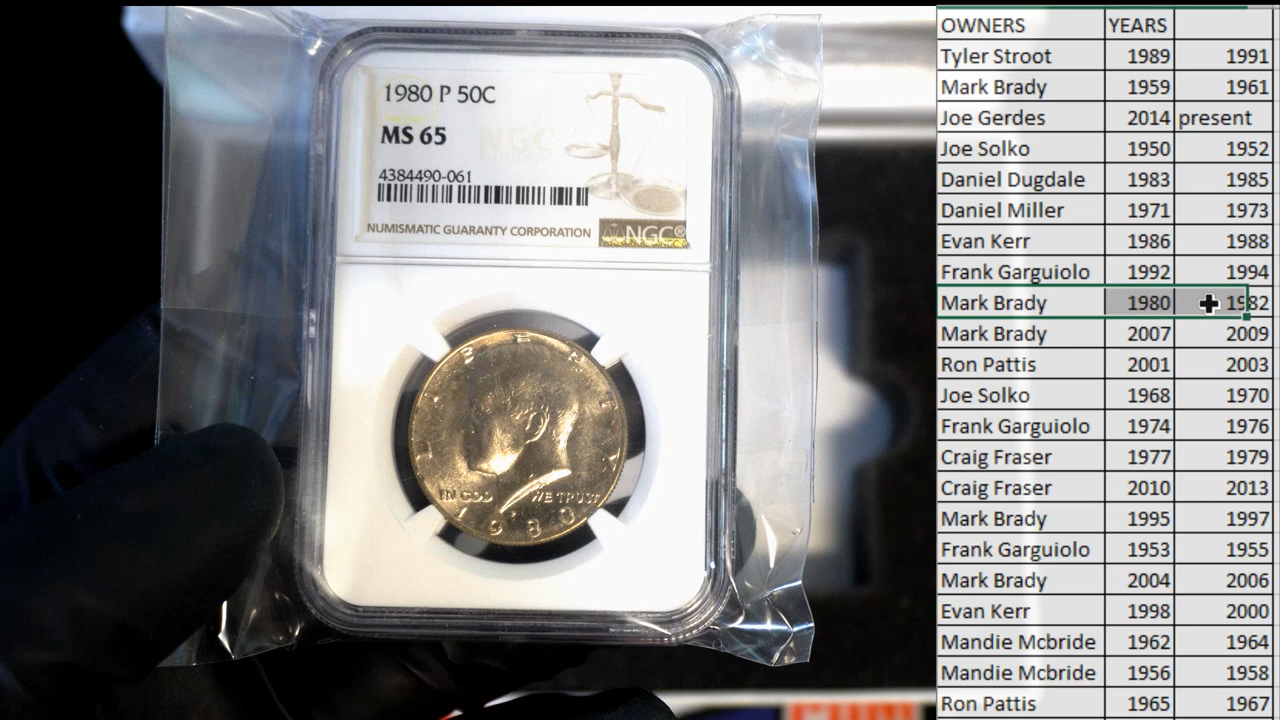 1980 P 50C
MS 65
NGC
4384490-061
NUMISMATIC GUARANTY CORPORATION
NGC®
L I B E R T Y
IN GOD WE TRUST
1980
OWNERS YEARS
Tyler Stroot 1989 1991
Mark Brady 1959 1961
Joe Gerdes 2014 present
Joe Solko 1950 1952
Daniel Dugdale 1983 1985
Daniel Miller 1971 1973
Evan Kerr 1986 1988
Frank Garguiolo 1992 1994
Mark Brady 1980 1982
Mark Brady 2007 2009
Ron Pattis 2001 2003
Joe Solko 1968 1970
Frank Garguiolo 1974 1976
Craig Fraser 1977 1979
Craig Fraser 2010 2013
Mark Brady 1995 1997
Frank Garguiolo 1953 1955
Mark Brady 2004 2006
Evan Kerr 1998 2000
Mandie Mcbride 1962 1964
Mandie Mcbride 1956 1958
Ron Pattis 1965 1967